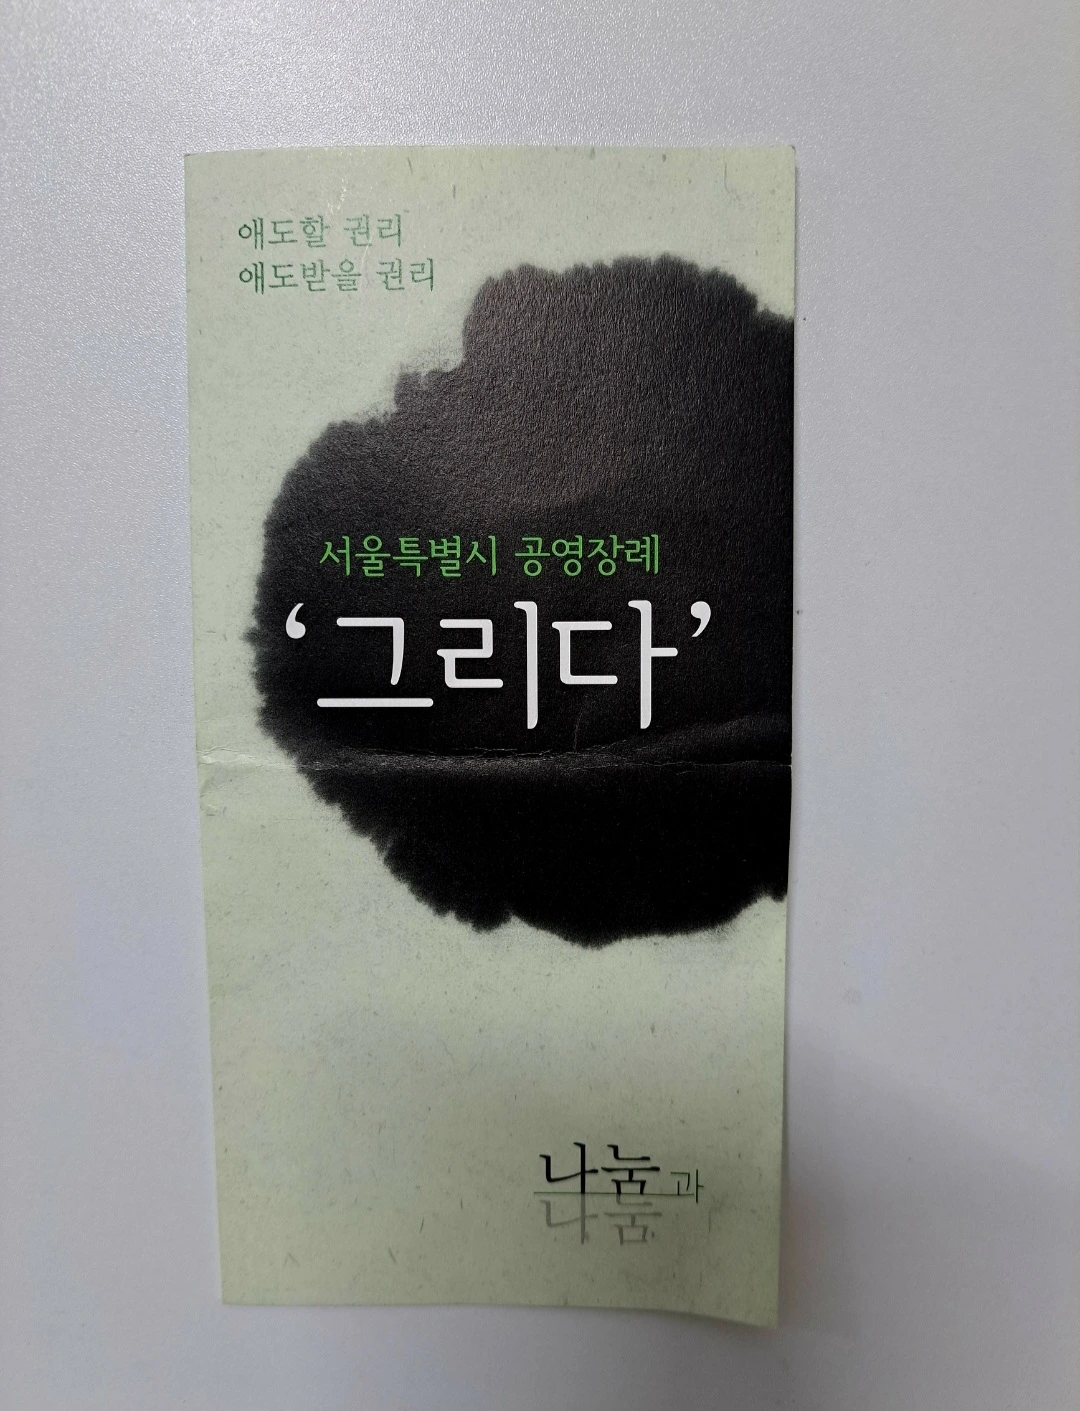 애도할 권리
애도받을 권리
서울특별시 공영장례
‘그리다’
나눔과
나눔